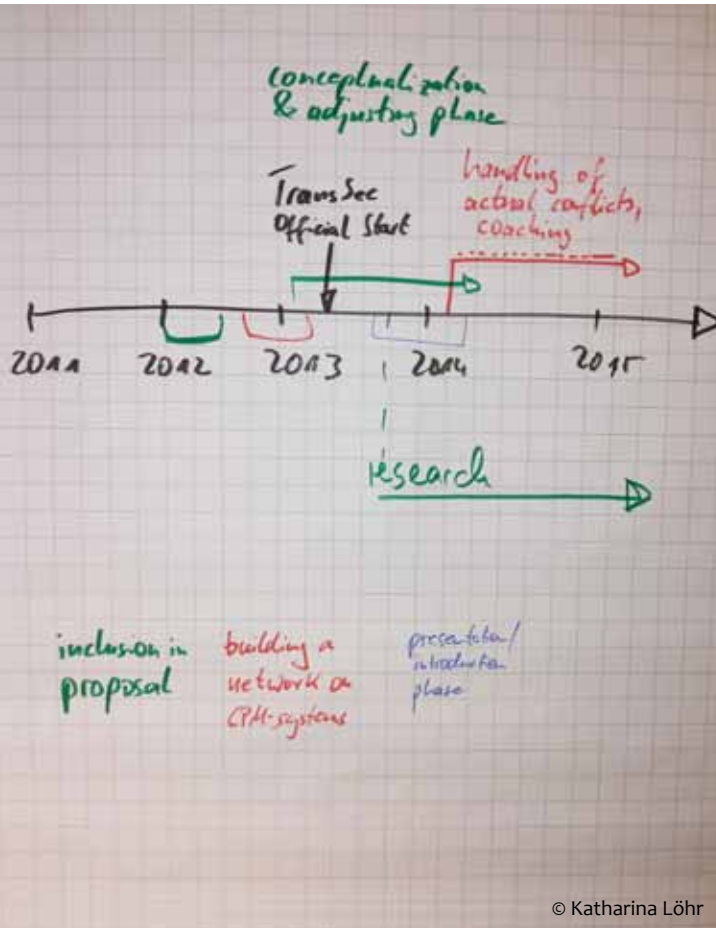 conceptualization
& adjusting phase
handling of
actual conflicts,
coaching
TransSec
Official Start
2011
2012
2013
2014
2015
research
inclusion in
proposal
building a
network on
CPM-systems
presentation/
introduction
phase
© Katharina Löhr